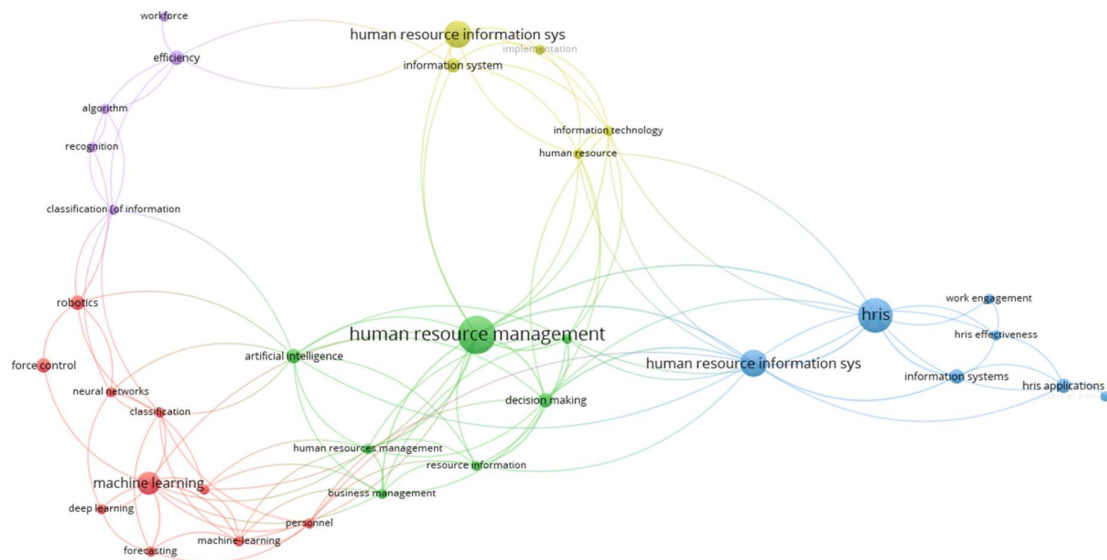 workforce
human resource information sys
implementation
efficiency
information system
algorithm
information technology
recognition
human resource
classification (of information
robotics
work engagement
hris
human resource management
hris effectiveness
artificial intelligence
human resource information sys
force control
information systems
hris applications
neural networks
decision making
classification
human resources management
resource information
machine learning
business management
deep learning
personnel
machine-learning
forecasting